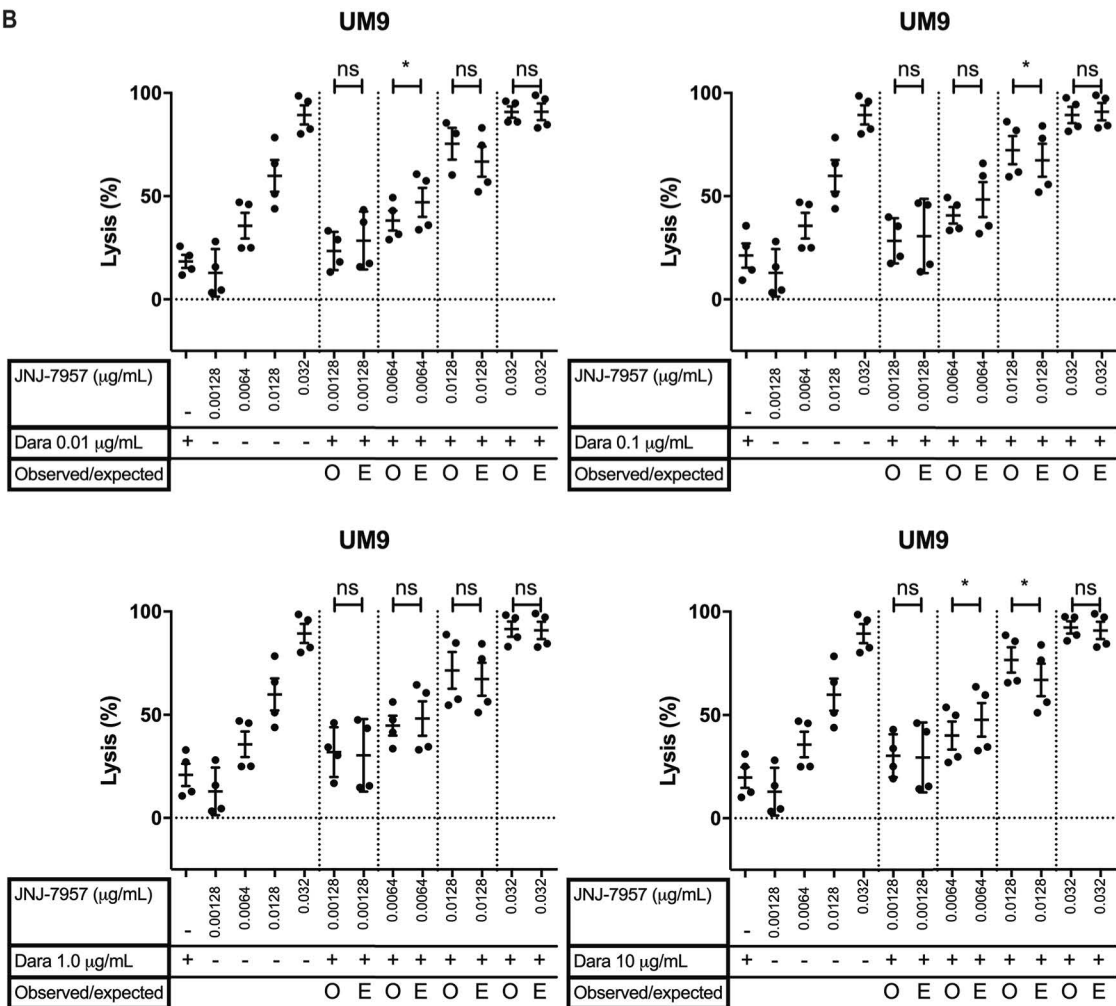 B
UM9
ns * ns ns
100
50
0
Lysis (%)
JNJ-7957 (µg/mL) - 0.00128 0.0064 0.0128 0.032 0.00128 0.00128 0.0064 0.0064 0.0128 0.0128 0.032 0.032
Dara 0.01 µg/mL + - - - - + + + + + + + +
Observed/expected O E O E O E O E
UM9
ns ns * ns
100
50
0
Lysis (%)
JNJ-7957 (µg/mL) - 0.00128 0.0064 0.0128 0.032 0.00128 0.00128 0.0064 0.0064 0.0128 0.0128 0.032 0.032
Dara 0.1 µg/mL + - - - - + + + + + + + +
Observed/expected O E O E O E O E
UM9
ns ns ns ns
100
50
0
Lysis (%)
JNJ-7957 (µg/mL) - 0.00128 0.0064 0.0128 0.032 0.00128 0.00128 0.0064 0.0064 0.0128 0.0128 0.032 0.032
Dara 1.0 µg/mL + - - - - + + + + + + + +
Observed/expected O E O E O E O E
UM9
ns * * ns
100
50
0
Lysis (%)
JNJ-7957 (µg/mL) - 0.00128 0.0064 0.0128 0.032 0.00128 0.00128 0.0064 0.0064 0.0128 0.0128 0.032 0.032
Dara 10 µg/mL + - - - - + + + + + + + +
Observed/expected O E O E O E O E